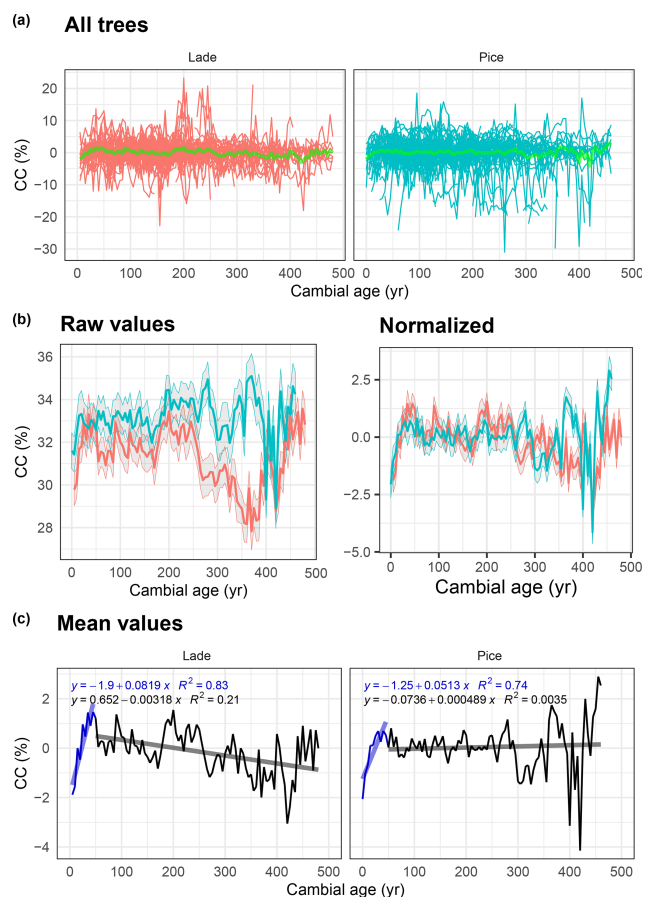 (a) All trees
Lade Pice
CC (%)
20
10
0
−10
−20
−30
0 100 200 300 400 500 0 100 200 300 400 500
Cambial age (yr)
(b) Raw values Normalized
CC (%)
36
34
32
30
28
2.5
0.0
−2.5
−5.0
0 100 200 300 400 500 0 100 200 300 400 500
Cambial age (yr) Cambial age (yr)
(c) Mean values
Lade Pice
y = −1.9 + 0.0819 x R² = 0.83 y = −1.25 + 0.0513 x R² = 0.74
y = 0.652 − 0.00318 x R² = 0.21 y = −0.0736 + 0.000489 x R² = 0.0035
CC (%)
2
0
−2
−4
0 100 200 300 400 500 0 100 200 300 400 500
Cambial age (yr)